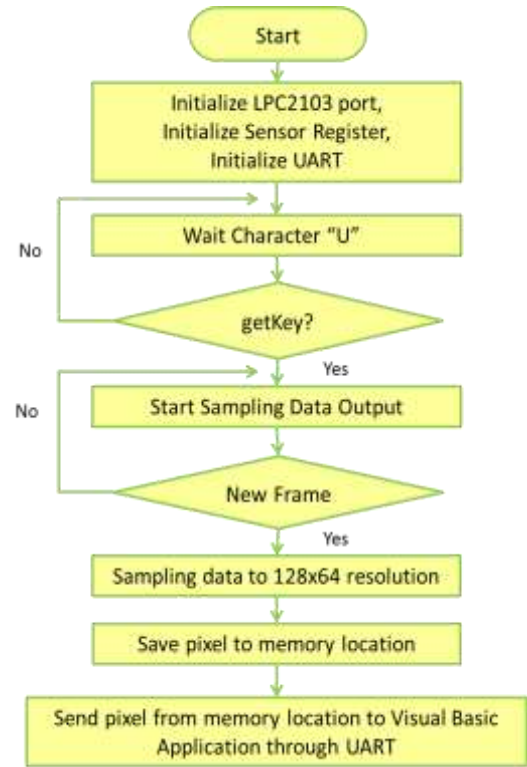 Start
Initialize LPC2103 port,
Initialize Sensor Register,
Initialize UART
No
Wait Character “U”
getKey?
Yes
No
Start Sampling Data Output
New Frame
Yes
Sampling data to 128x64 resolution
Save pixel to memory location
Send pixel from memory location to Visual Basic
Application through UART